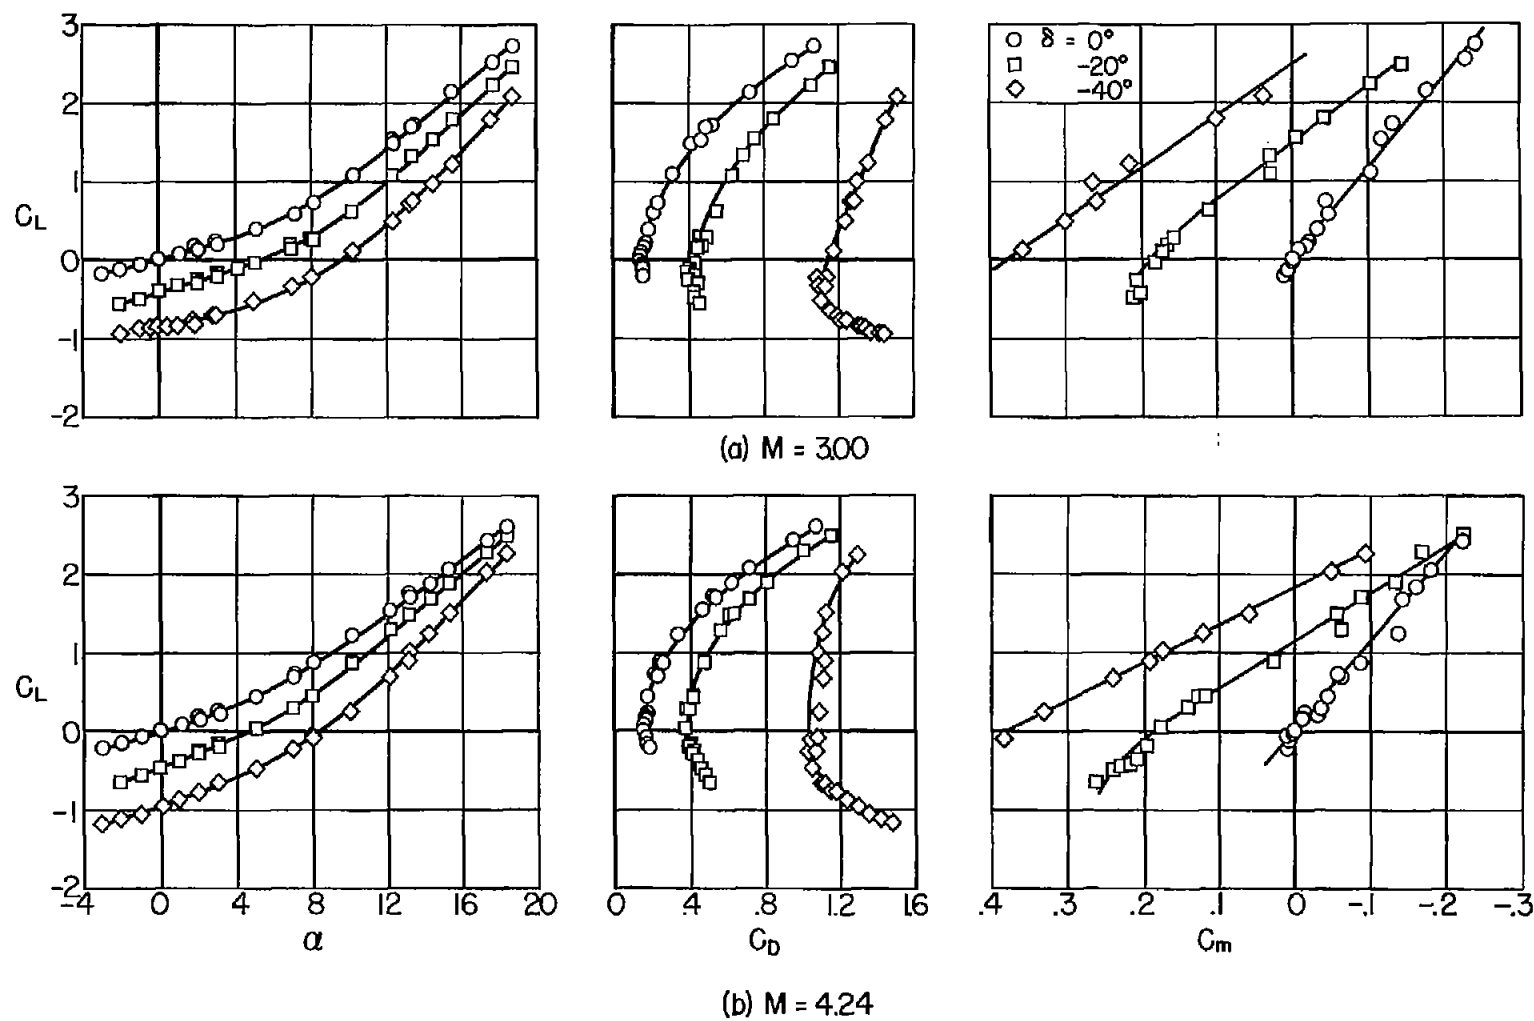 3
2
1
C_L
0
-1
-2
○ δ = 0°
□ -20°
◇ -40°
(a) M = 3.00
3
2
1
C_L
0
-1
-2
-4 0 4 8 12 16 20
α
0 .4 .8 1.2 1.6
C_D
.4 .3 .2 .1 0 -.1 -.2 -.3
C_m
(b) M = 4.24